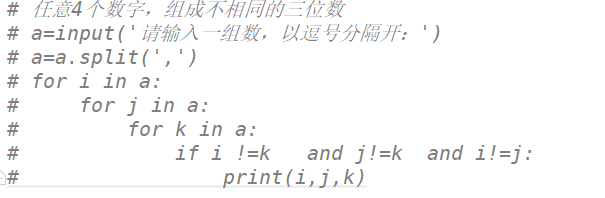 # 任意4个数字，组成不相同的三位数
# a=input('请输入一组数，以逗号分隔开：')
# a=a.split(',')
# for i in a:
#     for j in a:
#         for k in a:
#             if i !=k   and j!=k  and i!=j:
#                 print(i,j,k)